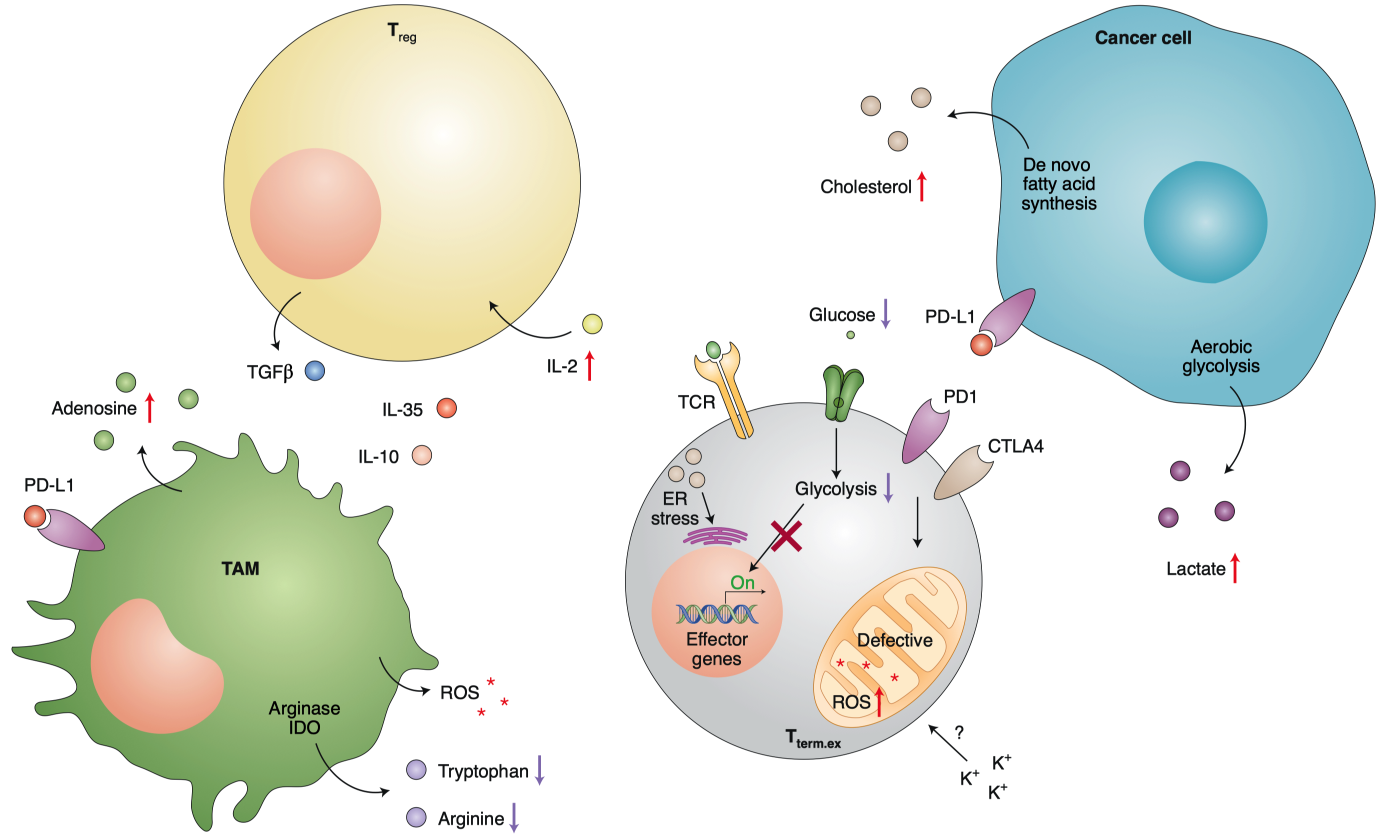 Treg
Cancer cell
Cholesterol
De novo
fatty acid
synthesis
Glucose
PD-L1
Aerobic
glycolysis
IL-2
TGFβ
Adenosine
IL-35
IL-10
TCR
PD1
CTLA4
PD-L1
ER
stress
Glycolysis
Lactate
TAM
On
Effector
genes
Defective
ROS
ROS
Arginase
IDO
Tterm.ex
?
K+
K+
K+
Tryptophan
Arginine